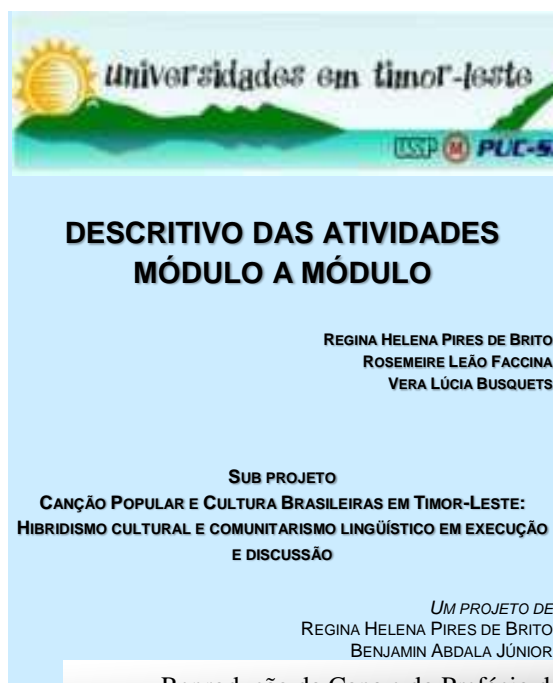 universidades em timor-leste
USP M PUC-S
DESCRITIVO DAS ATIVIDADES
MÓDULO A MÓDULO
REGINA HELENA PIRES DE BRITO
ROSEMEIRE LEÃO FACCINA
VERA LÚCIA BUSQUETS
SUB PROJETO
CANÇÃO POPULAR E CULTURA BRASILEIRAS EM TIMOR-LESTE:
HIBRIDISMO CULTURAL E COMUNITARISMO LINGÜÍSTICO EM EXECUÇÃO
E DISCUSSÃO
UM PROJETO DE
REGINA HELENA PIRES DE BRITO
BENJAMIN ABDALA JÚNIOR